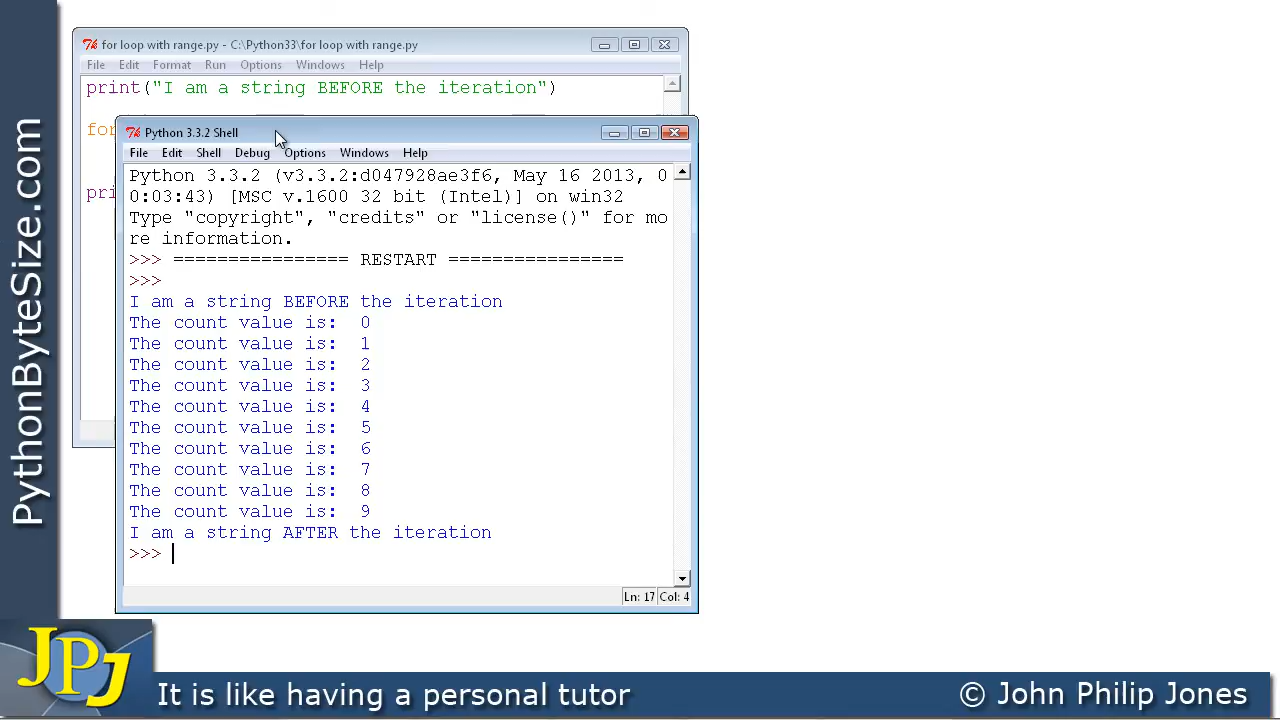 for loop with range.py - C:\Python33\for loop with range.py
File Edit Format Run Options Windows Help
print("I am a string BEFORE the iteration")
for
Python 3.3.2 Shell
File Edit Shell Debug Options Windows Help
Python 3.3.2 (v3.3.2:d047928ae3f6, May 16 2013, 0
0:03:43) [MSC v.1600 32 bit (Intel)] on win32
Type "copyright", "credits" or "license()" for mo
re information.
>>> ================ RESTART ================
>>>
I am a string BEFORE the iteration
The count value is:  0
The count value is:  1
The count value is:  2
The count value is:  3
The count value is:  4
The count value is:  5
The count value is:  6
The count value is:  7
The count value is:  8
The count value is:  9
I am a string AFTER the iteration
>>>
Ln: 17 Col: 4
PythonByteSize.com
JPJ
It is like having a personal tutor
© John Philip Jones